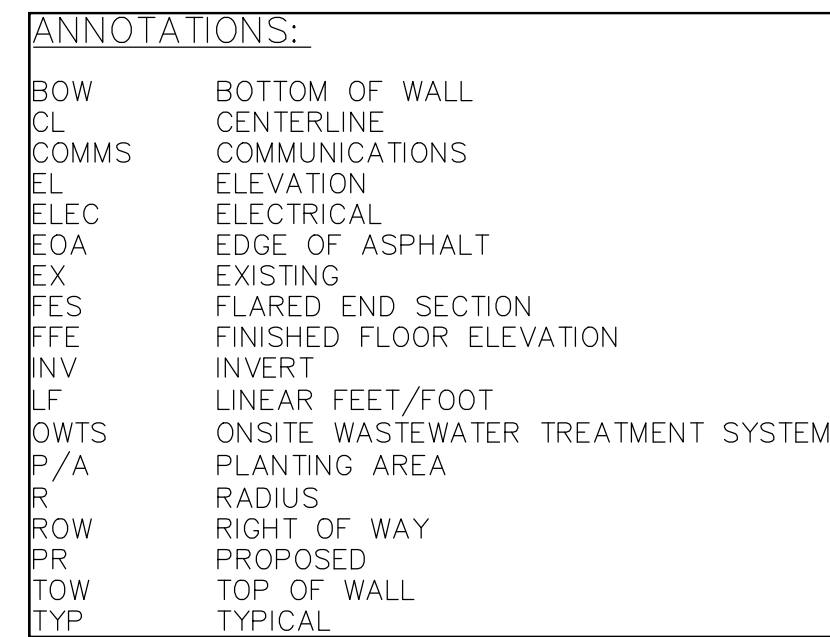 ANNOTATIONS:
BOW BOTTOM OF WALL
CL CENTERLINE
COMMS COMMUNICATIONS
EL ELEVATION
ELEC ELECTRICAL
EOA EDGE OF ASPHALT
EX EXISTING
FES FLARED END SECTION
FFE FINISHED FLOOR ELEVATION
INV INVERT
LF LINEAR FEET/FOOT
OWTS ONSITE WASTEWATER TREATMENT SYSTEM
P/A PLANTING AREA
R RADIUS
ROW RIGHT OF WAY
PR PROPOSED
TOW TOP OF WALL
TYP TYPICAL